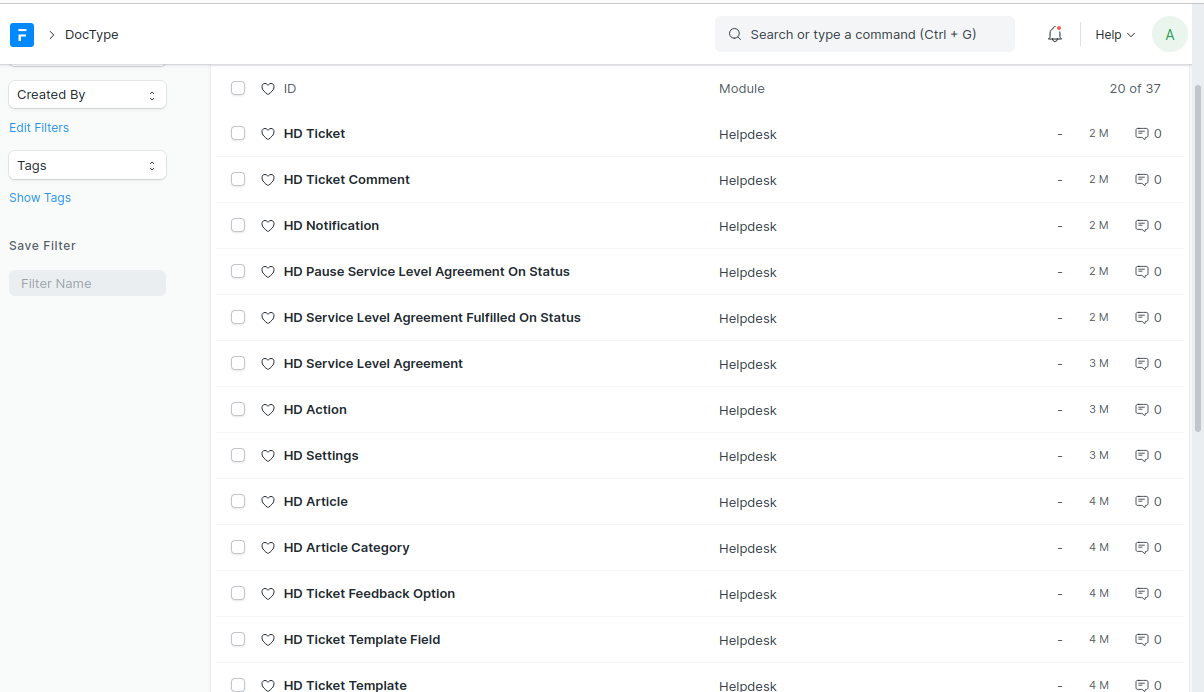 DocType
Search or type a command (Ctrl + G)
Help
A
Created By
Edit Filters
Tags
Show Tags
Save Filter
Filter Name
ID Module 20 of 37
HD Ticket Helpdesk - 2 M 0
HD Ticket Comment Helpdesk - 2 M 0
HD Notification Helpdesk - 2 M 0
HD Pause Service Level Agreement On Status Helpdesk - 2 M 0
HD Service Level Agreement Fulfilled On Status Helpdesk - 2 M 0
HD Service Level Agreement Helpdesk - 3 M 0
HD Action Helpdesk - 3 M 0
HD Settings Helpdesk - 3 M 0
HD Article Helpdesk - 4 M 0
HD Article Category Helpdesk - 4 M 0
HD Ticket Feedback Option Helpdesk - 4 M 0
HD Ticket Template Field Helpdesk - 4 M 0
HD Ticket Template Helpdesk - 4 M 0